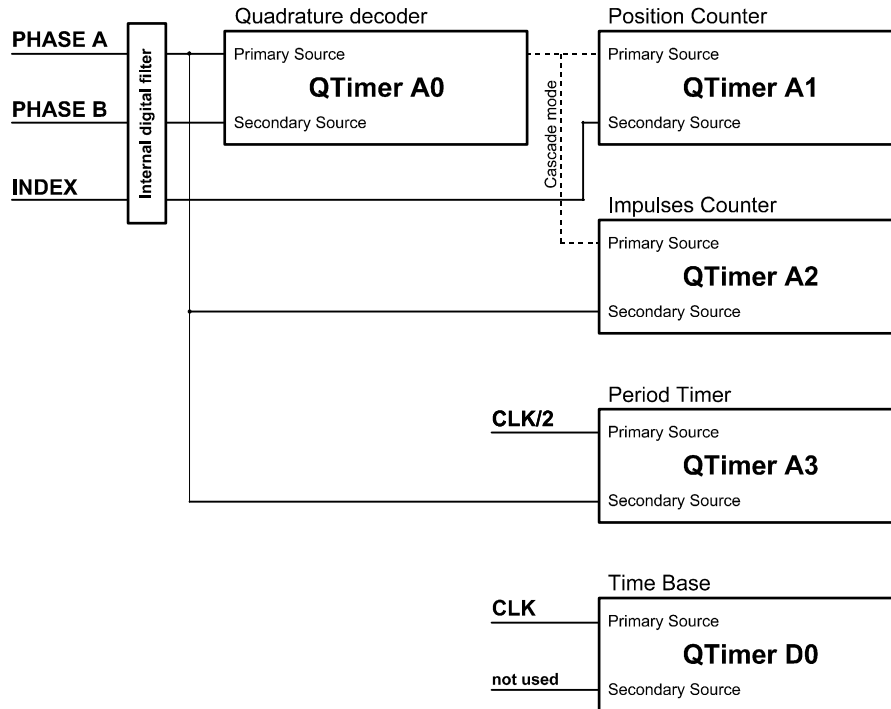 Quadrature decoder
Position Counter
PHASE A
Internal digital filter
Primary Source
QTimer A0
Secondary Source
Cascade mode
Primary Source
QTimer A1
Secondary Source
PHASE B
INDEX
Impulses Counter
Primary Source
QTimer A2
Secondary Source
Period Timer
CLK/2
Primary Source
QTimer A3
Secondary Source
Time Base
CLK
Primary Source
QTimer D0
not used
Secondary Source